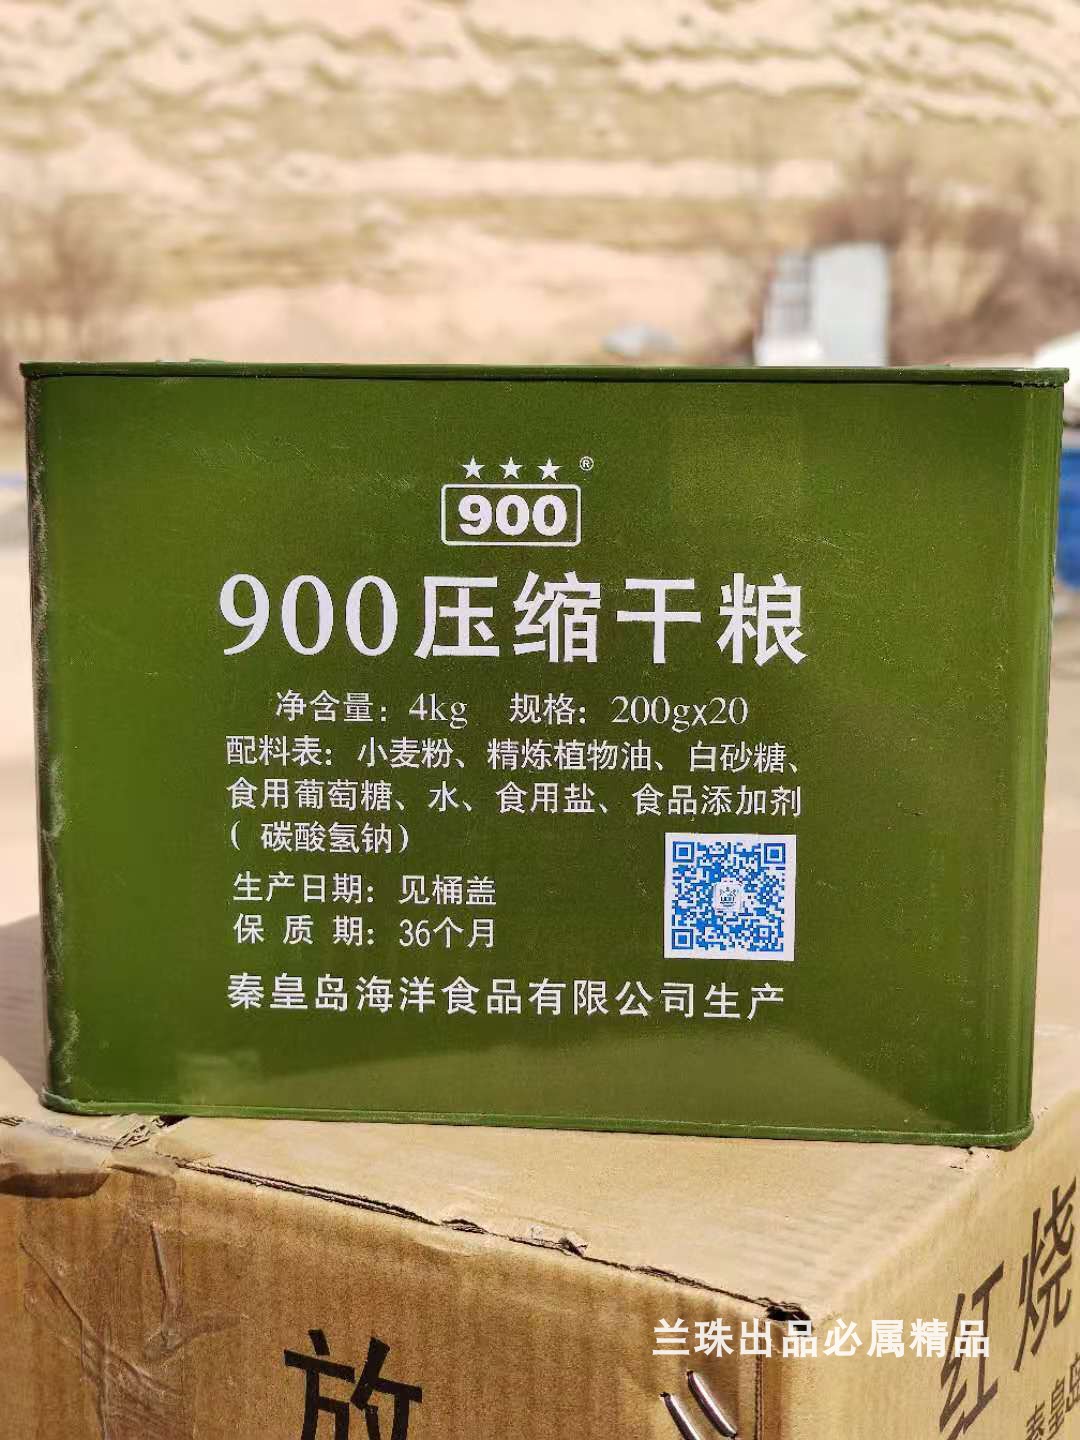 ★★★®
900
900压缩干粮
净含量：4kg 规格：200gx20
配料表：小麦粉、精炼植物油、白砂糖、
食用葡萄糖、水、食用盐、食品添加剂
（碳酸氢钠）
生产日期：见桶盖
保质期：36个月
秦皇岛海洋食品有限公司生产
兰珠出品必属精品
红烧
秦皇岛
放